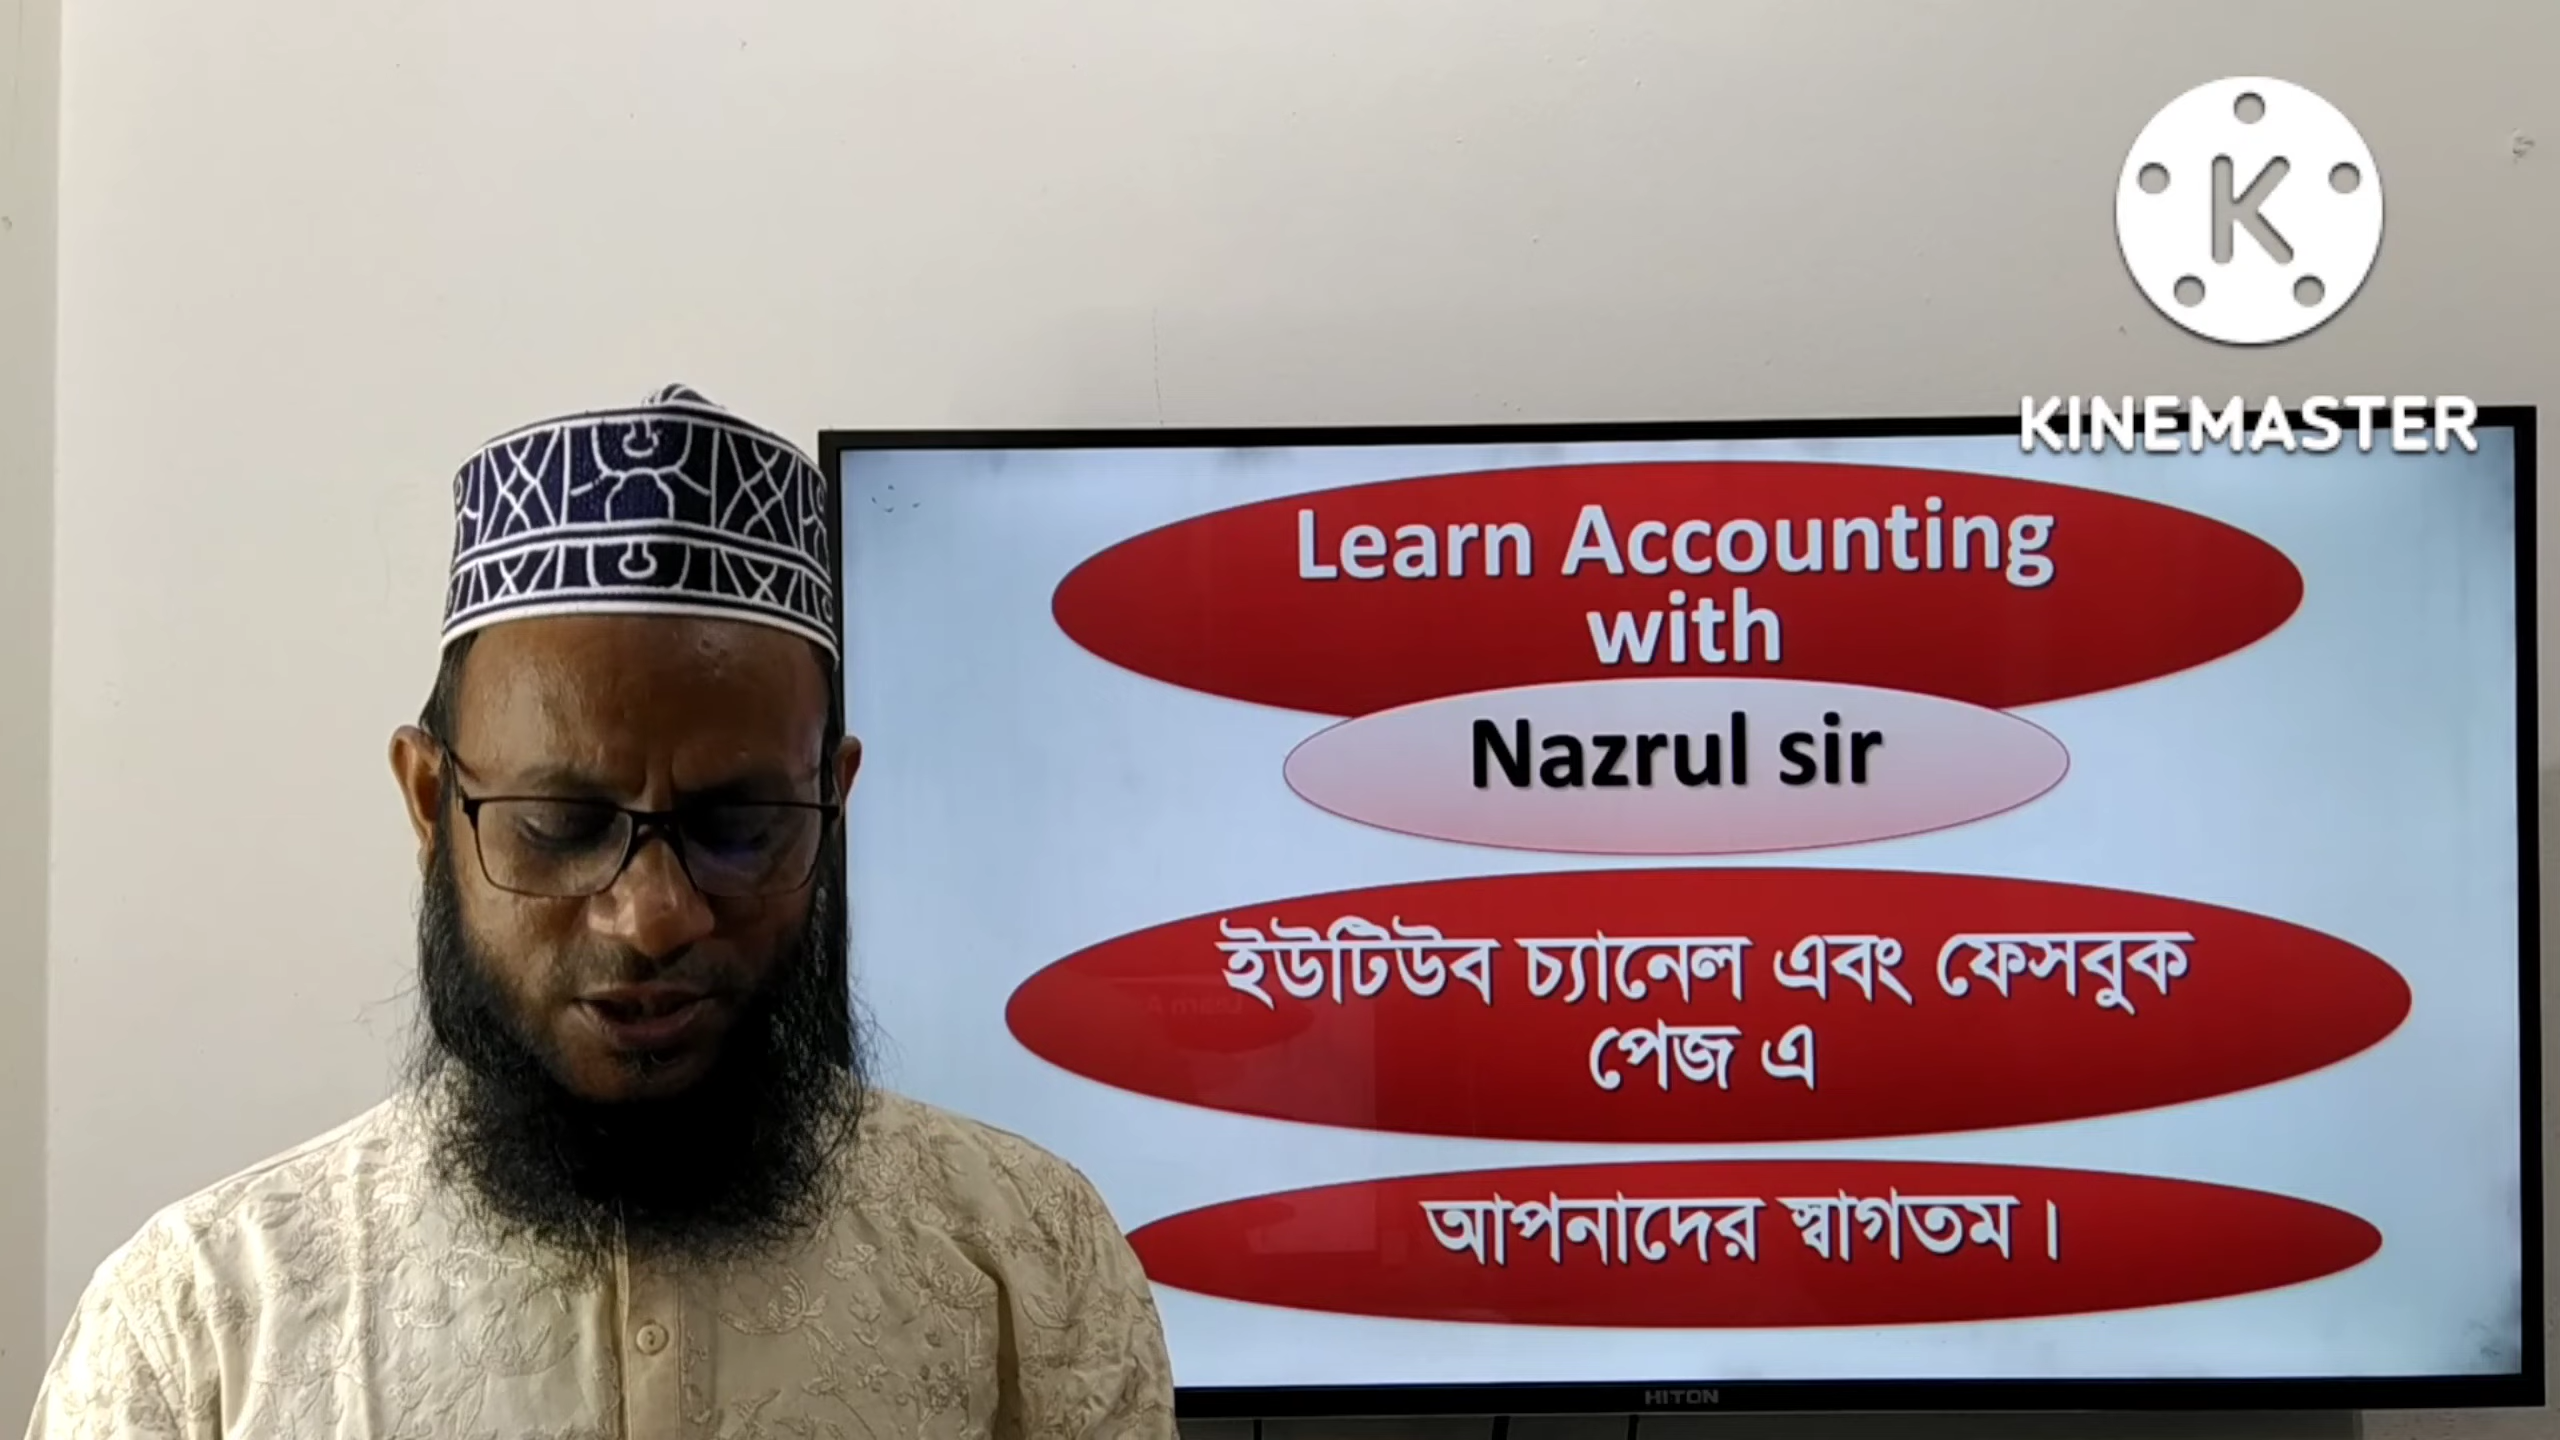 K
KINEMASTER
Learn Accounting
with
Nazrul sir
ইউটিউব চ্যানেল এবং ফেসবুক
পেজ এ
আপনাদের স্বাগতম।
HITON